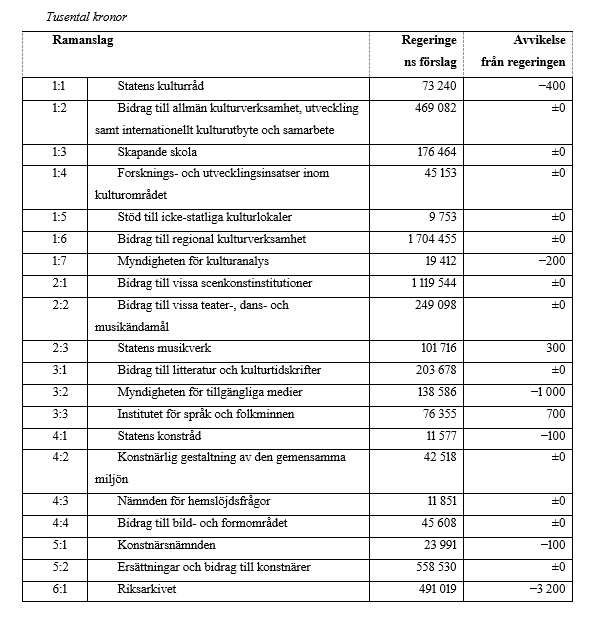 Tusental kronor
Ramanslag Regeringe Avvikelse
ns förslag från regeringen
1:1 Statens kulturråd 73 240 −400
1:2 Bidrag till allmän kulturverksamhet, utveckling 469 082 ±0
samt internationellt kulturutbyte och samarbete
1:3 Skapande skola 176 464 ±0
1:4 Forsknings- och utvecklingsinsatser inom 45 153 ±0
kulturområdet
1:5 Stöd till icke-statliga kulturlokaler 9 753 ±0
1:6 Bidrag till regional kulturverksamhet 1 704 455 ±0
1:7 Myndigheten för kulturanalys 19 412 −200
2:1 Bidrag till vissa scenkonstinstitutioner 1 119 544 ±0
2:2 Bidrag till vissa teater-, dans- och 249 098 ±0
musikändamål
2:3 Statens musikverk 101 716 300
3:1 Bidrag till litteratur och kulturtidskrifter 203 678 ±0
3:2 Myndigheten för tillgängliga medier 138 586 −1 000
3:3 Institutet för språk och folkminnen 76 355 700
4:1 Statens konstråd 11 577 −100
4:2 Konstnärlig gestaltning av den gemensamma 42 518 ±0
miljön
4:3 Nämnden för hemslöjdsfrågor 11 851 ±0
4:4 Bidrag till bild- och formområdet 45 608 ±0
5:1 Konstnärsnämnden 23 991 −100
5:2 Ersättningar och bidrag till konstnärer 558 530 ±0
6:1 Riksarkivet 491 019 −3 200